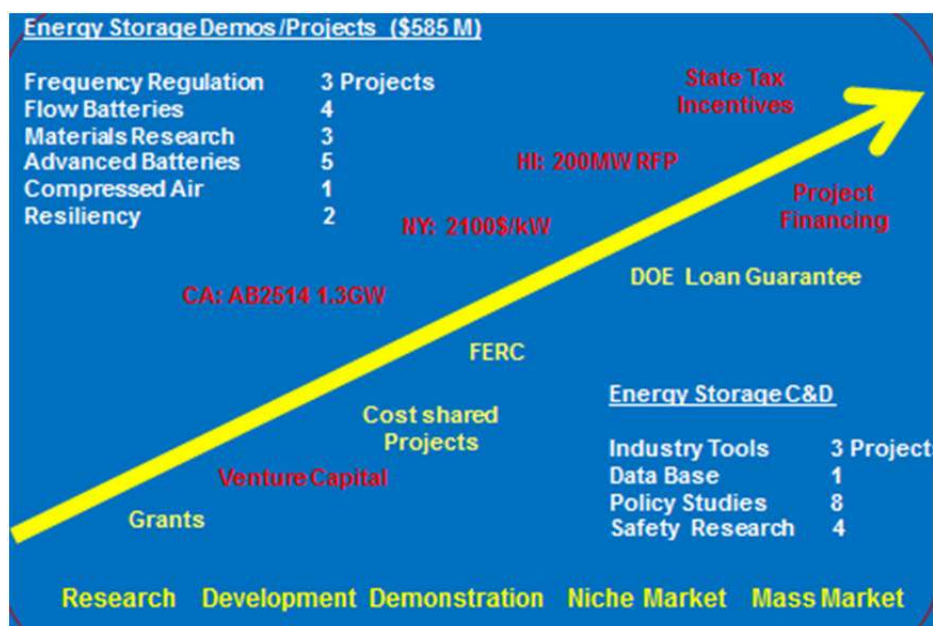 Energy Storage Demos/Projects ($585 M)
Frequency Regulation 3 Projects
Flow Batteries 4
Materials Research 3
Advanced Batteries 5
Compressed Air 1
Resiliency 2
State Tax
Incentives
HI: 200MW RFP
Project
Financing
NY: 2100$/kW
DOE Loan Guarantee
CA: AB2514 1.3GW
FERC
Cost shared
Projects
Venture Capital
Grants
Energy Storage C&D
Industry Tools 3 Projects
Data Base 1
Policy Studies 8
Safety Research 4
Research Development Demonstration Niche Market Mass Market